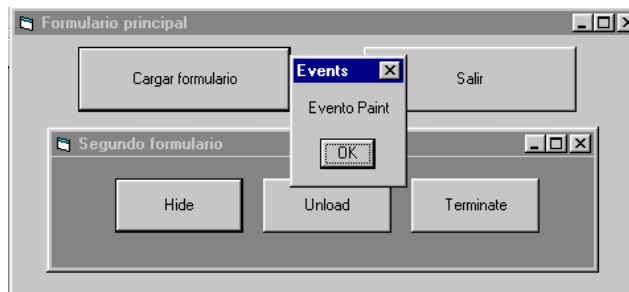 Formulario principal
Cargar formulario
Events
Salir
Evento Paint
OK
Segundo formulario
Hide
Unload
Terminate